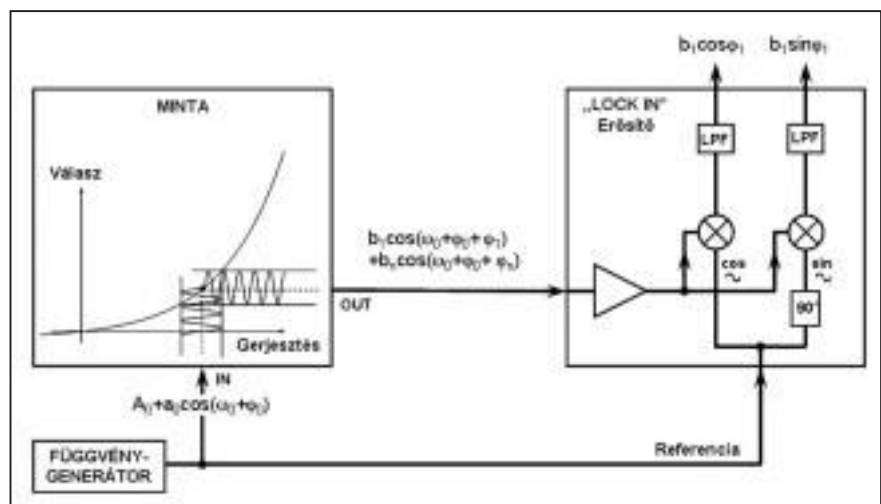 b₁cosφ₁
b₁sinφ₁
MINTA
Válasz
Gerjesztés
IN
A₀+a₀cos(ω₀+φ₀)
FÜGGVÉNY-
GENERÁTOR
b₁cos(ω₀+φ₀+φ₁)
+bₙcos(ω₀+φ₀+φₙ)
OUT
„LOCK IN"
Erősítő
LPF
LPF
cos
sin
90°
Referencia